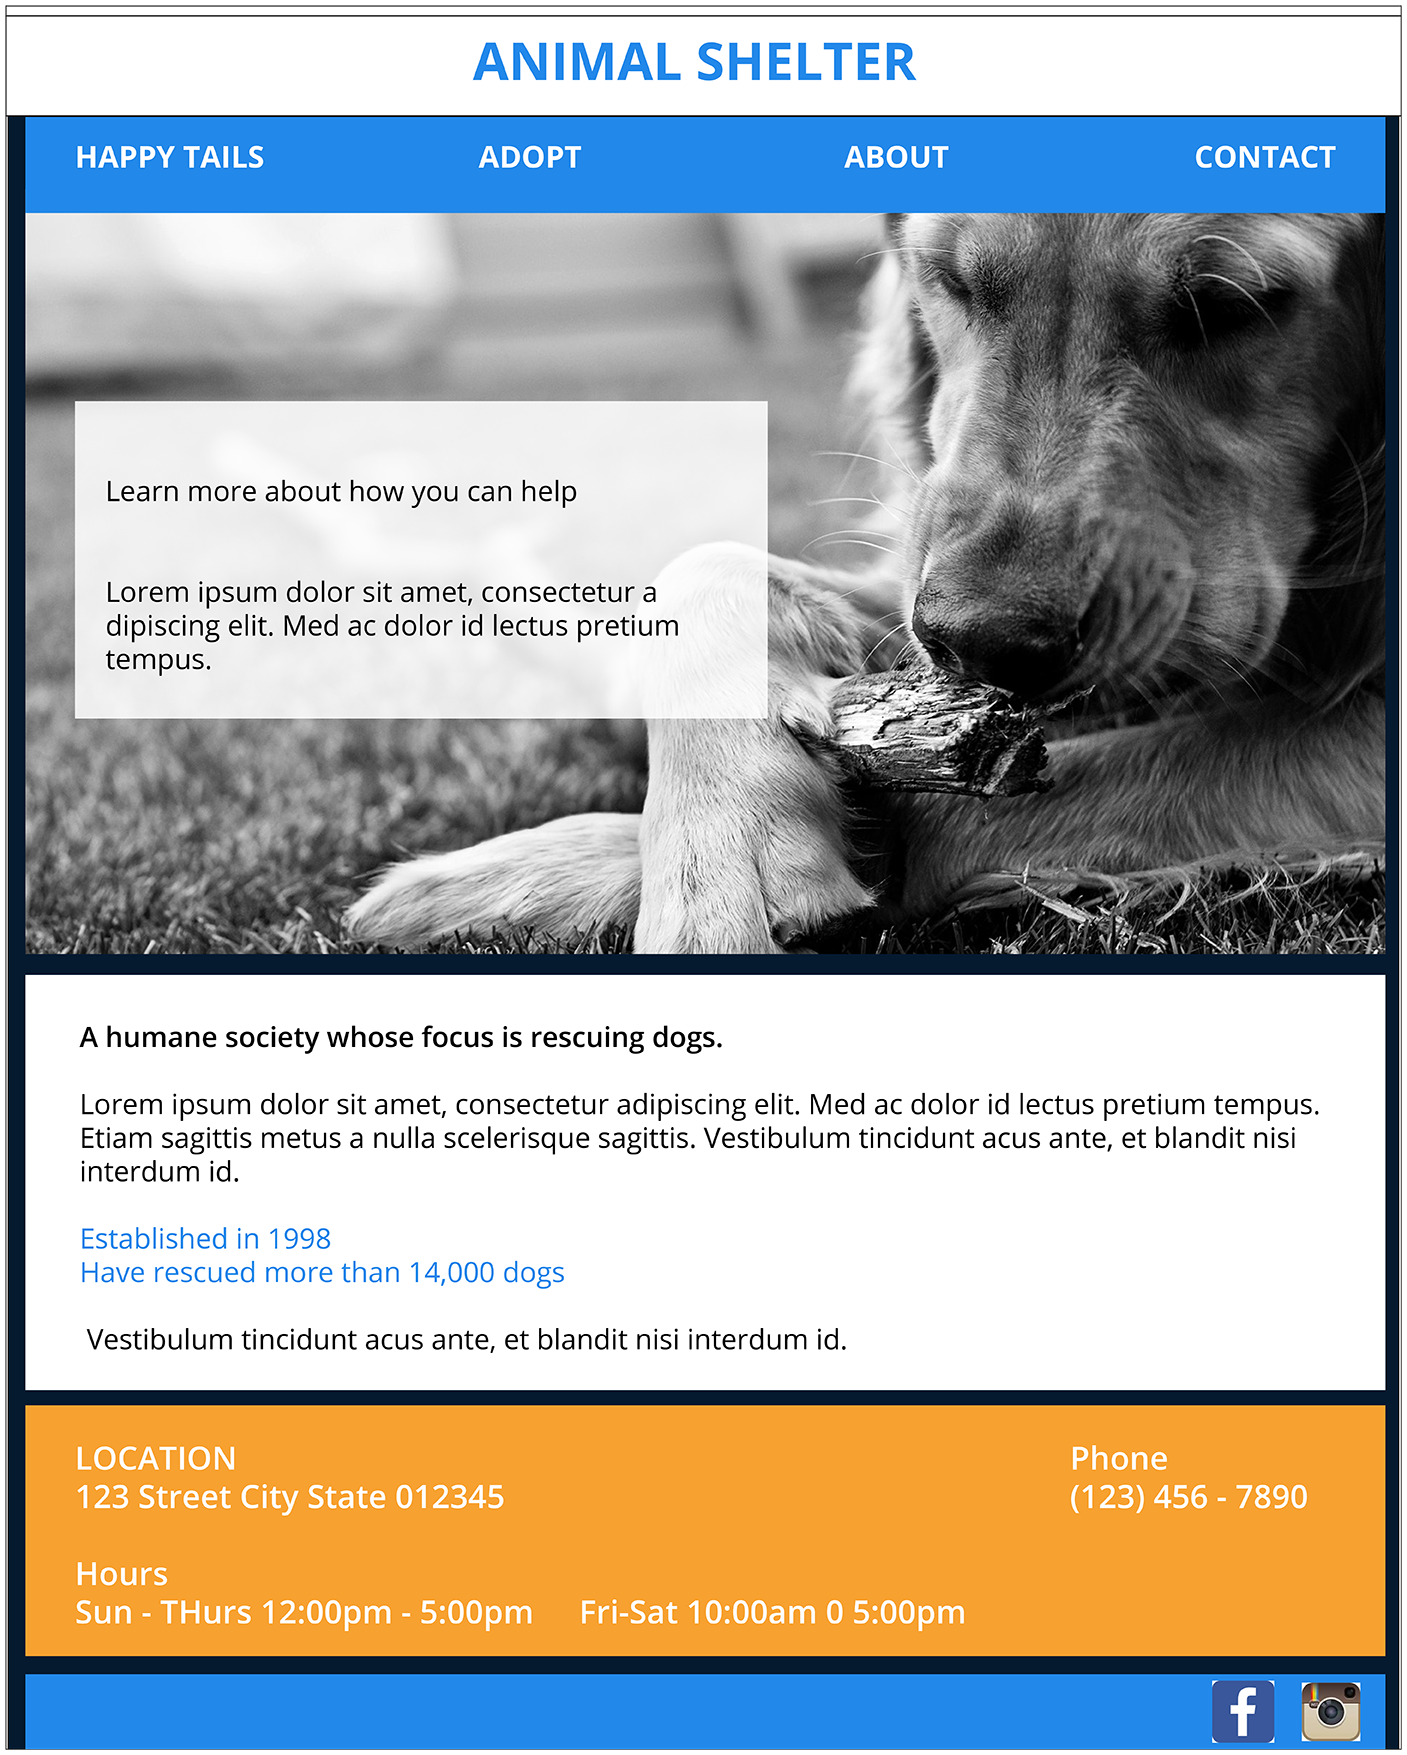 ANIMAL SHELTER
HAPPY TAILS ADOPT ABOUT CONTACT
Learn more about how you can help
Lorem ipsum dolor sit amet, consectetur a
dipiscing elit. Med ac dolor id lectus pretium
tempus.
A humane society whose focus is rescuing dogs.
Lorem ipsum dolor sit amet, consectetur adipiscing elit. Med ac dolor id lectus pretium tempus.
Etiam sagittis metus a nulla scelerisque sagittis. Vestibulum tincidunt acus ante, et blandit nisi
interdum id.
Established in 1998
Have rescued more than 14,000 dogs
Vestibulum tincidunt acus ante, et blandit nisi interdum id.
LOCATION
123 Street City State 012345
Phone
(123) 456 - 7890
Hours
Sun - THurs 12:00pm - 5:00pm Fri-Sat 10:00am 0 5:00pm
f